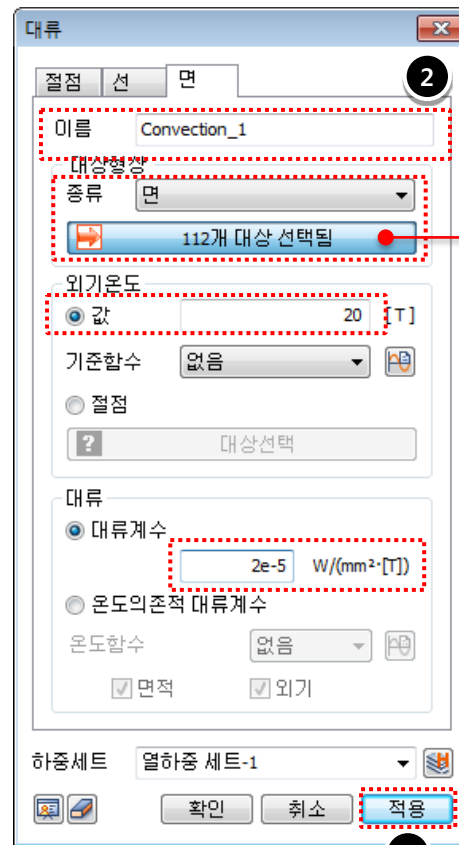 대류
절점 선 면
2
이름 Convection_1
대상형상
종류 면
112개 대상 선택됨
외기온도
값 20 [T]
기준함수 없음
절점
? 대상선택
대류
대류계수
2e-5 W/(mm²·[T])
온도의존적 대류계수
온도함수 없음
면적 외기
하중세트 열하중 세트-1
확인 취소 적용